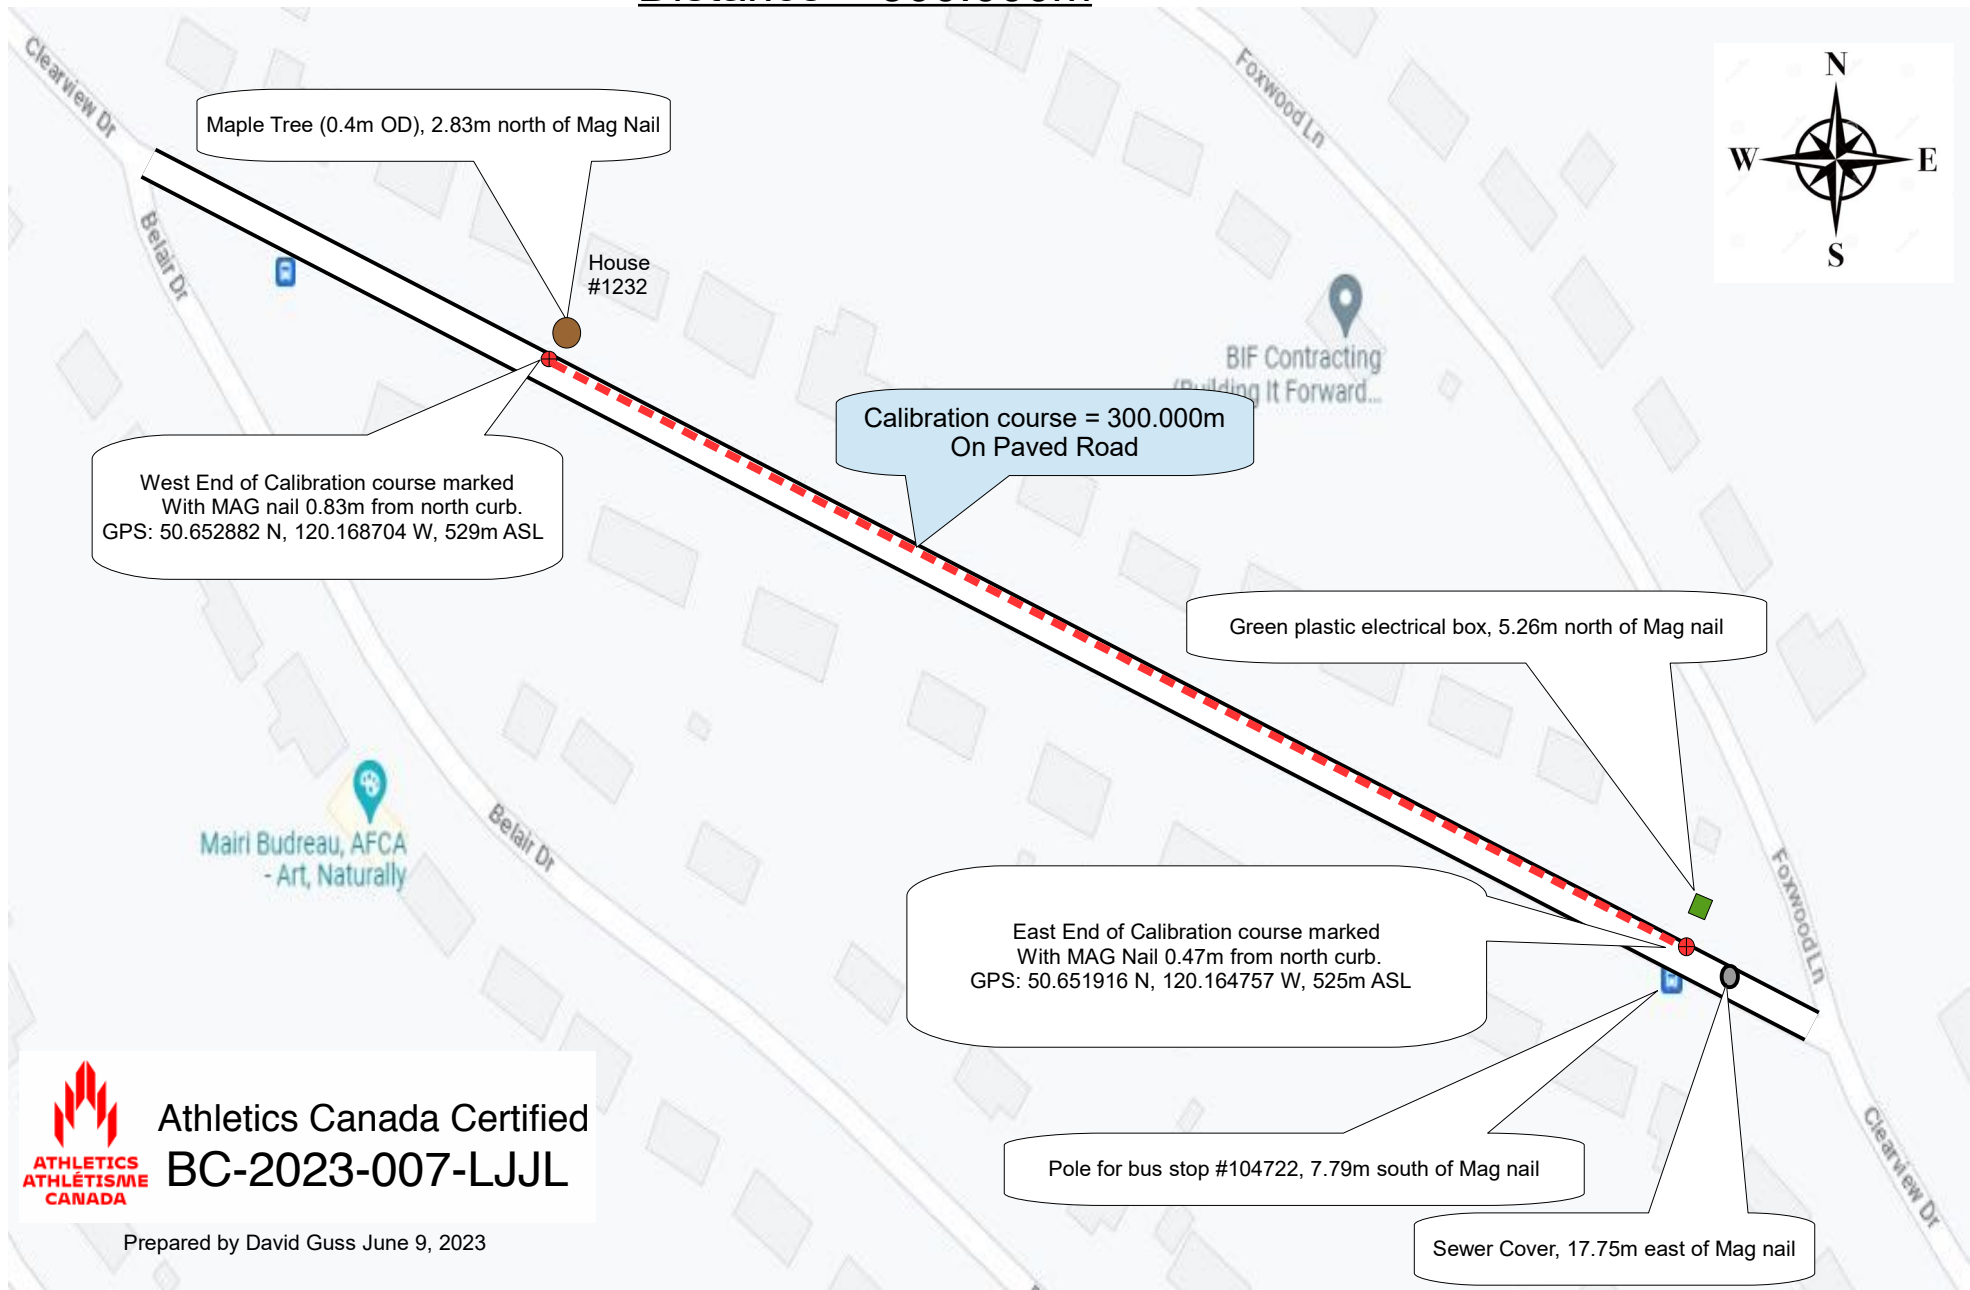 Clearview Dr
Foxwood Ln
N
W
E
S
Maple Tree (0.4m OD), 2.83m north of Mag Nail
Belair Dr
House
#1232
BIF Contracting
(Building It Forward...
Calibration course = 300.000m
On Paved Road
West End of Calibration course marked
With MAG nail 0.83m from north curb.
GPS: 50.652882 N, 120.168704 W, 529m ASL
Green plastic electrical box, 5.26m north of Mag nail
Mairi Budreau, AFCA
- Art, Naturally
Belair Dr
Foxwood Ln
East End of Calibration course marked
With MAG Nail 0.47m from north curb.
GPS: 50.651916 N, 120.164757 W, 525m ASL
Clearview Dr
ATHLETICS
ATHLÉTISME
CANADA
Athletics Canada Certified
BC-2023-007-LJJL
Pole for bus stop #104722, 7.79m south of Mag nail
Prepared by David Guss June 9, 2023
Sewer Cover, 17.75m east of Mag nail